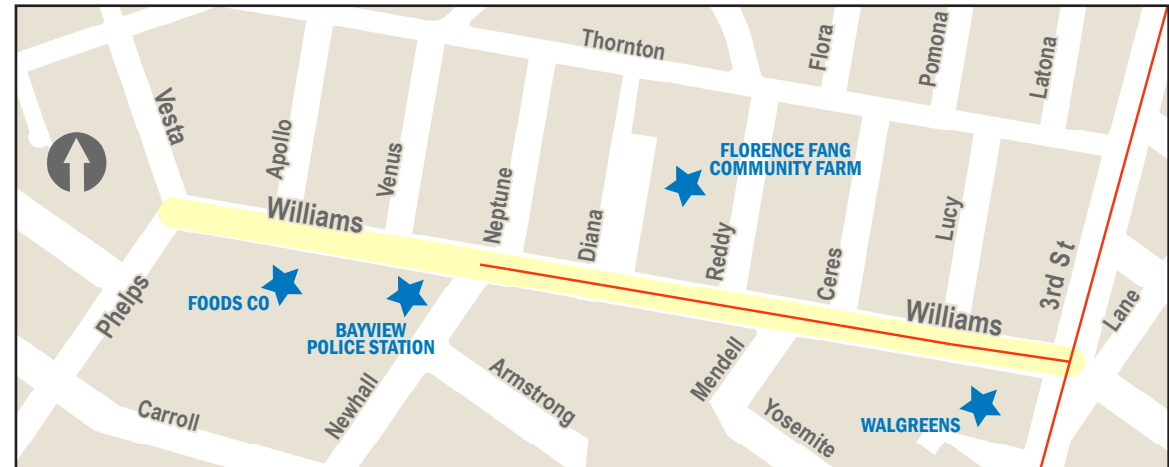 Thornton
Flora
Pomona
Latona
Vesta
Apollo
Venus
Neptune
Diana
FLORENCE FANG
COMMUNITY FARM
Reddy
Ceres
Lucy
3rd St
Lane
Williams
Williams
Phelps
FOODS CO
BAYVIEW
POLICE STATION
Newhall
Armstrong
Mendell
Yosemite
WALGREENS
Carroll